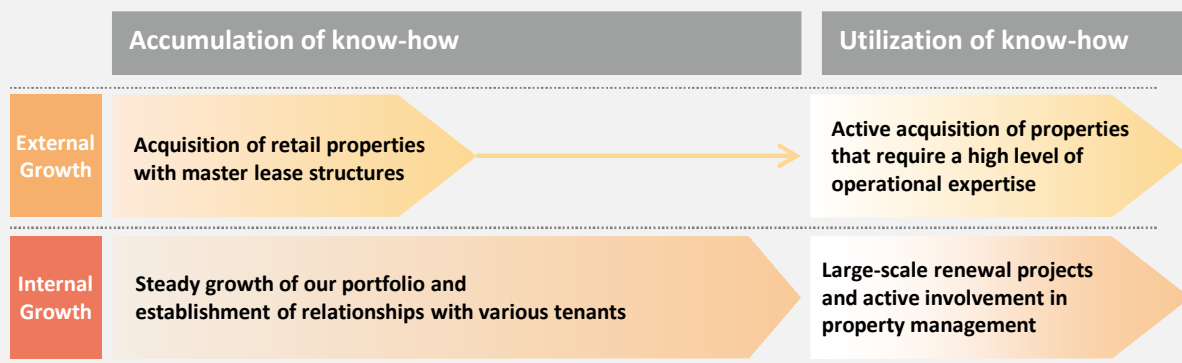 Accumulation of know-how
Utilization of know-how
External
Growth
Acquisition of retail properties
with master lease structures
Active acquisition of properties
that require a high level of
operational expertise
Internal
Growth
Steady growth of our portfolio and
establishment of relationships with various tenants
Large-scale renewal projects
and active involvement in
property management